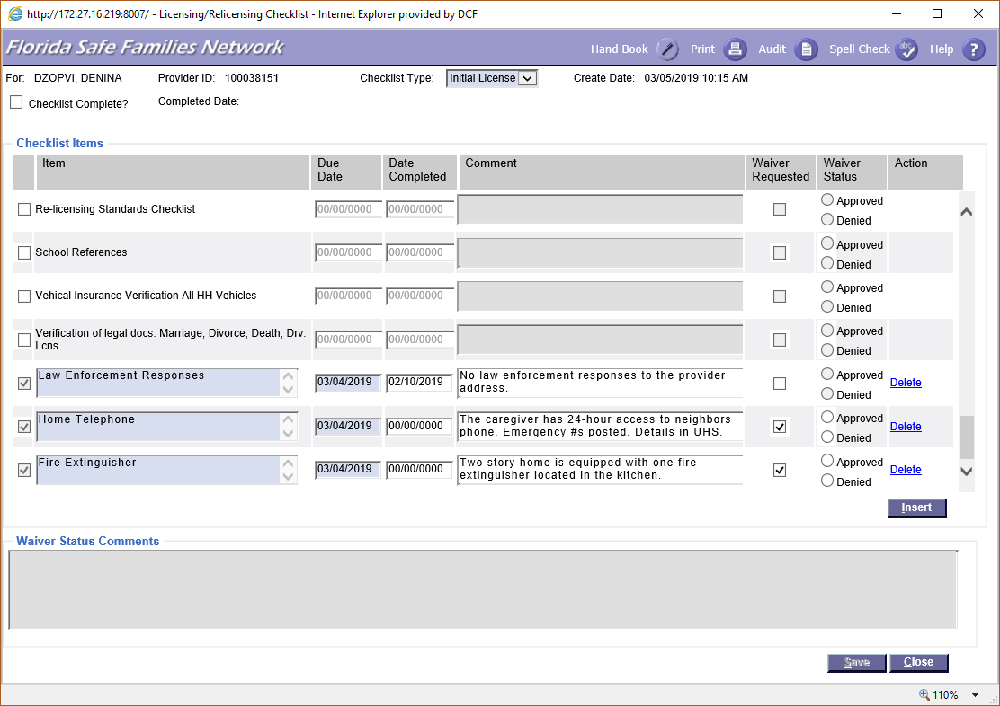 http://172.27.16.219:8007/ - Licensing/Relicensing Checklist - Internet Explorer provided by DCF
Florida Safe Families Network
Hand Book Print Audit Spell Check abc Help ?
For: DZOPVI, DENINA Provider ID: 100038151 Checklist Type: Initial License Create Date: 03/05/2019 10:15 AM
Checklist Complete? Completed Date:
Checklist Items
Item Due Date Date Completed Comment Waiver Requested Waiver Status Action
Re-licensing Standards Checklist 00/00/0000 00/00/0000 Approved
Denied
School References 00/00/0000 00/00/0000 Approved
Denied
Vehical Insurance Verification All HH Vehicles 00/00/0000 00/00/0000 Approved
Denied
Verification of legal docs: Marriage, Divorce, Death, Drv. Lcns 00/00/0000 00/00/0000 Approved
Denied
Law Enforcement Responses 03/04/2019 02/10/2019 No law enforcement responses to the provider address. Approved Delete
Denied
Home Telephone 03/04/2019 00/00/0000 The caregiver has 24-hour access to neighbors phone. Emergency #s posted. Details in UHS. Approved Delete
Denied
Fire Extinguisher 03/04/2019 00/00/0000 Two story home is equipped with one fire extinguisher located in the kitchen. Approved Delete
Denied
Insert
Waiver Status Comments
Save Close
110%